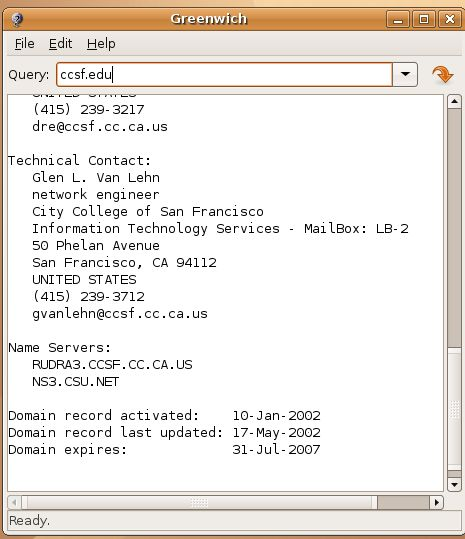 Greenwich
File Edit Help
Query: ccsf.edu
UNITED STATES
(415) 239-3217
dre@ccsf.cc.ca.us
Technical Contact:
Glen L. Van Lehn
network engineer
City College of San Francisco
Information Technology Services - MailBox: LB-2
50 Phelan Avenue
San Francisco, CA 94112
UNITED STATES
(415) 239-3712
gvanlehn@ccsf.cc.ca.us
Name Servers:
RUDRA3.CCSF.CC.CA.US
NS3.CSU.NET
Domain record activated: 10-Jan-2002
Domain record last updated: 17-May-2002
Domain expires: 31-Jul-2007
Ready.